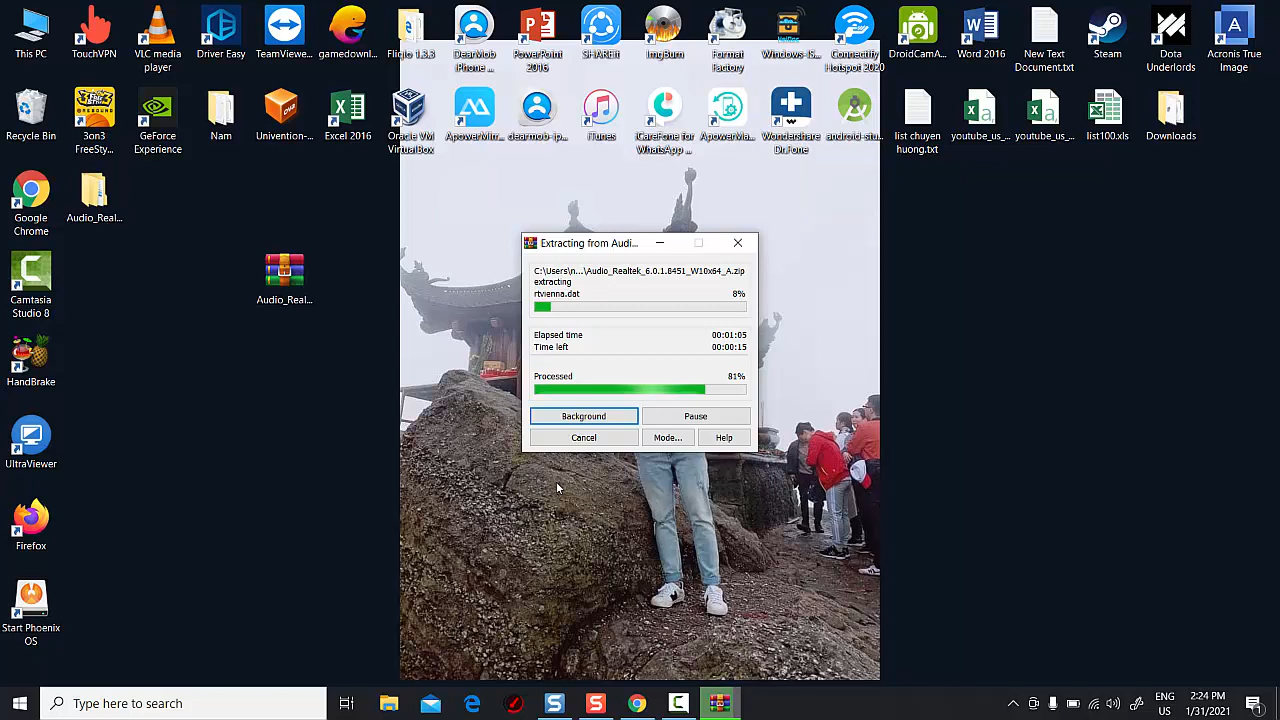 This PC
TouchVPN
VLC media
player
Driver Easy
TeamViewe...
gamedownl...
Flipto 1.3.3
DearMob
iPhone ...
PowerPoint
2016
SHAREit
ImgBurn
Format
Factory
Windows-IS...
Connectify
Hotspot 2020
DroidCamA...
Word 2016
New Text
Document.txt
Steam
Data
Underlords
Acronis True
Image
Recycle Bin
3on3
FreeSty...
GeForce
Experience
Nam
Univention-...
Excel 2016
Oracle VM
VirtualBox
ApowerMirr...
dearmob-ip...
iTunes
iCareFone for
WhatsApp ...
ApowerMa...
Wondershare
Dr.Fone
android-stu...
list chuyen
huong.txt
youtube_us_...
youtube_us_...
list100.xlsx
Downloads
Google
Chrome
Audio_Real...
Camtasia
Studio 8
Audio_Real...
HandBrake
UltraViewer
Firefox
Start Phoenix
OS
Extracting from Audi...
C:\Users\n...\Audio_Realtek_6.0.1.8451_W10x64_A.zip
extracting
rtvienna.dat 8%
Elapsed time 00:01:05
Time left 00:00:15
Processed 81%
Background Pause
Cancel Mode... Help
Type here to search
ENG
US
2:24 PM
1/31/2021
1